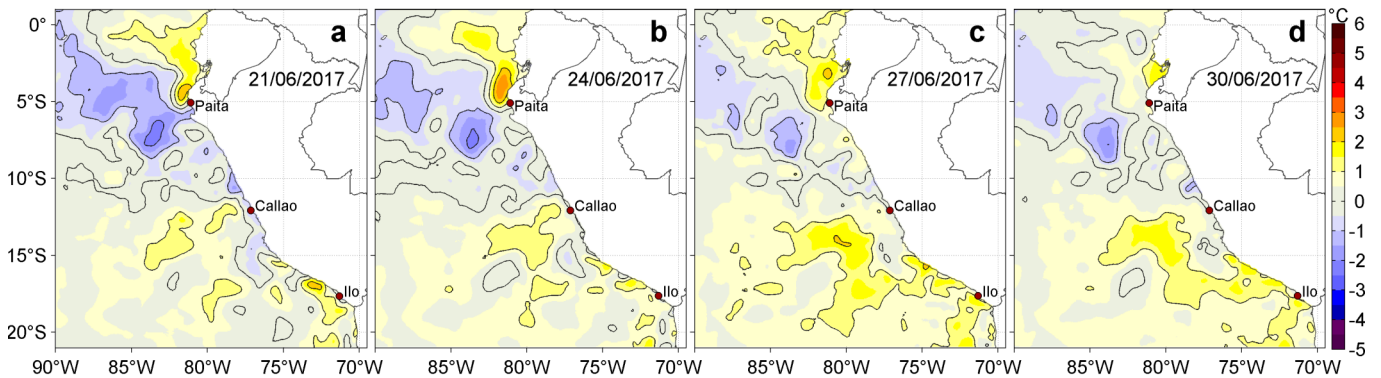 a
b
c
d
°C
0°
5°S
10°S
15°S
20°S
21/06/2017
24/06/2017
27/06/2017
30/06/2017
Paita
Callao
Ilo
Paita
Callao
Ilo
Paita
Callao
Ilo
Paita
Callao
Ilo
6
5
4
3
2
1
0
-1
-2
-3
-4
-5
90°W 85°W 80°W 75°W 70°W
85°W 80°W 75°W 70°W
85°W 80°W 75°W 70°W
85°W 80°W 75°W 70°W